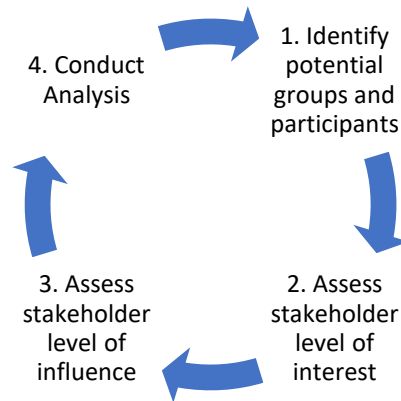 1. Identify
potential
groups and
participants
2. Assess
stakeholder
level of
interest
3. Assess
stakeholder
level of
influence
4. Conduct
Analysis